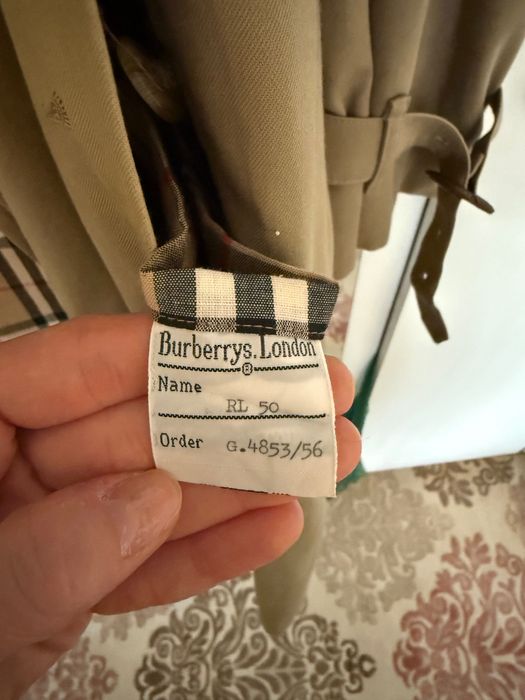 Burberrys. London
®
Name
RL 50
Order G.4853/56